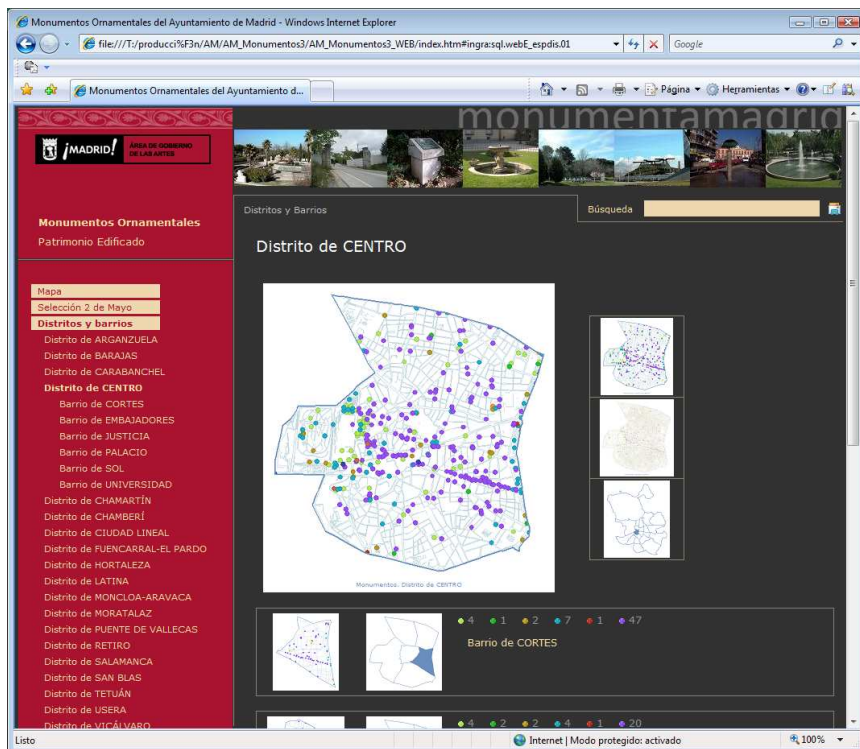 Monumentos Ornamentales del Ayuntamiento de Madrid - Windows Internet Explorer
file:///T:/producci%F3n/AM/AM_Monumentos3/AM_Monumentos3_WEB/index.htm#ingra:sql.webE_espdis.01
Google
Monumentos Ornamentales del Ayuntamiento d...
Página
Herramientas
monumentamadrid
¡MADRID!
ÁREA DE GOBIERNO
DE LAS ARTES
Monumentos Ornamentales
Patrimonio Edificado
Distritos y Barrios
Búsqueda
Distrito de CENTRO
Mapa
Selección 2 de Mayo
Distritos y barrios
Distrito de ARGANZUELA
Distrito de BARAJAS
Distrito de CARABANCHEL
Distrito de CENTRO
Barrio de CORTES
Barrio de EMBAJADORES
Barrio de JUSTICIA
Barrio de PALACIO
Barrio de SOL
Barrio de UNIVERSIDAD
Distrito de CHAMARTÍN
Distrito de CHAMBERÍ
Distrito de CIUDAD LINEAL
Distrito de FUENCARRAL-EL PARDO
Distrito de HORTALEZA
Distrito de LATINA
Distrito de MONCLOA-ARAVACA
Distrito de MORATALAZ
Distrito de PUENTE DE VALLECAS
Distrito de RETIRO
Distrito de SALAMANCA
Distrito de SAN BLAS
Distrito de TETUÁN
Distrito de USERA
Distrito de VICÁLVARO
Monumentos. Distrito de CENTRO
4 1 2 7 1 47
Barrio de CORTES
4 2 2 4 1 20
Listo
Internet | Modo protegido: activado
100%